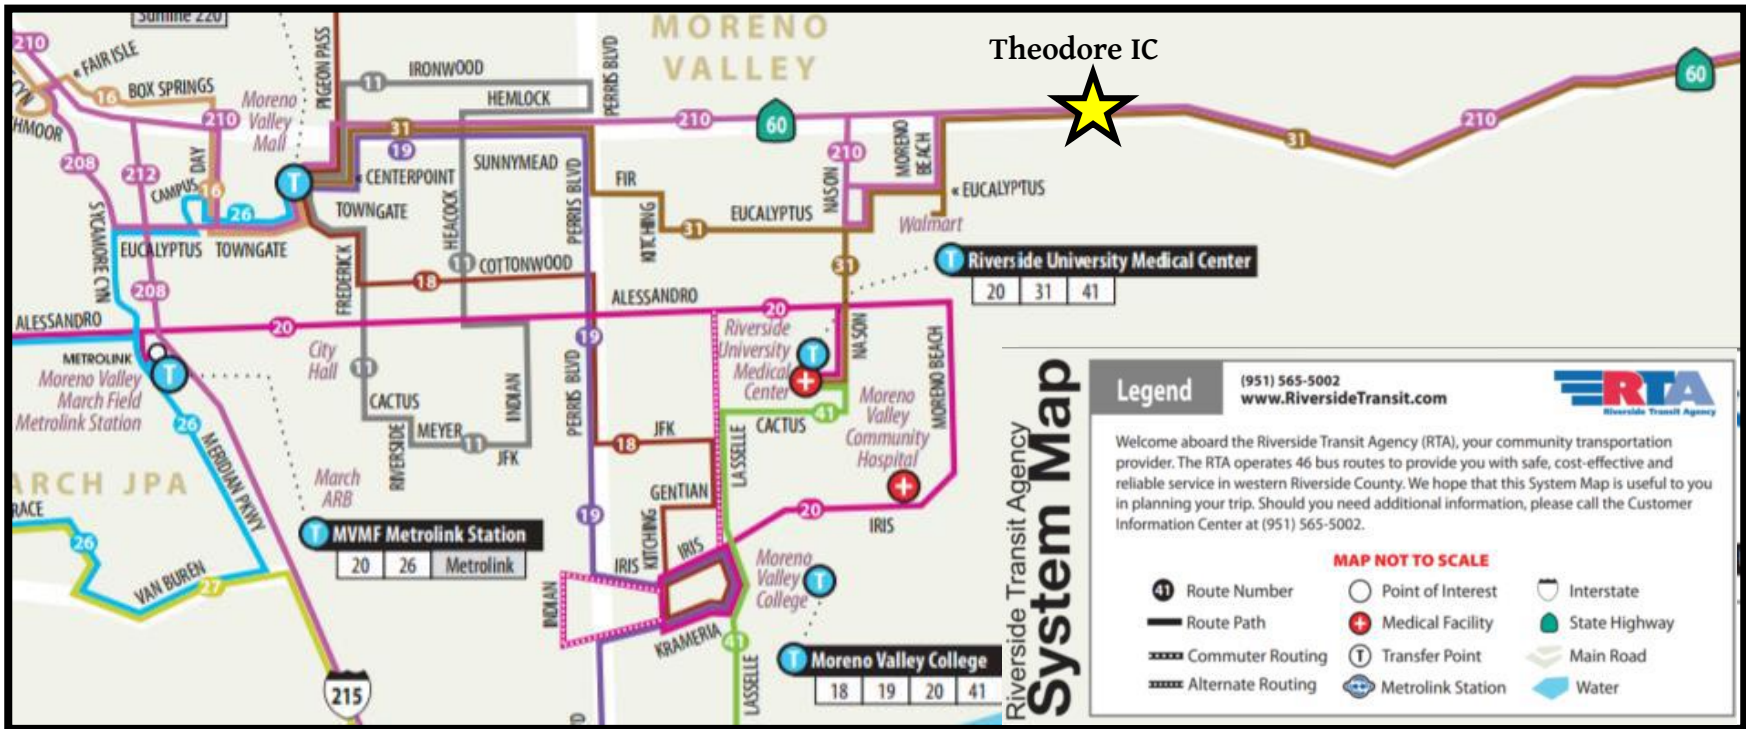 Sunline 220
MORENO
VALLEY
Theodore IC
210
FAIR ISLE
BOX SPRINGS
16
PIGEON PASS
IRONWOOD
11
HEMLOCK
PERRIS BLVD
60
60
210
Moreno
Valley
Mall
210
210
31
19
31
210
SUNNYMEAD
MORENO
BEACH
NASON
208
212
DAY
CAMPUS
16
26
T
CENTERPOINT
TOWNGATE
FIR
EUCALYPTUS
EUCALYPTUS
Walmart
KITCHING
31
PERRIS BLVD
HEACOCK
11
SYCAMORE CYN
EUCALYPTUS
TOWNGATE
FREDERICK
COTTONWOOD
18
31
T Riverside University Medical Center
20 31 41
208
ALESSANDRO
ALESSANDRO
20
20
METROLINK
Moreno Valley
March Field
Metrolink Station
T
City
Hall
11
19
PERRIS BLVD
Riverside
University
Medical
Center
T
NASON
MORENO BEACH
26
CACTUS
INDIAN
MEYER
11
JFK
RIVERSIDE
JFK
18
CACTUS
41
LASSELLE
Moreno
Valley
Community
Hospital
MERIDIAN PKWY
ARCH JPA
RACE
March
ARB
GENTIAN
KITCHING
19
20
IRIS
T MVMF Metrolink Station
20 26 Metrolink
26
VAN BUREN
27
IRIS
IRIS
INDIAN
KRAMERIA
Moreno
Valley
College
T
41
LASSELLE
215
T Moreno Valley College
18 19 20 41
Riverside Transit Agency
System Map
Legend
(951) 565-5002
www.RiversideTransit.com
RTA
Riverside Transit Agency
Welcome aboard the Riverside Transit Agency (RTA), your community transportation
provider. The RTA operates 46 bus routes to provide you with safe, cost-effective and
reliable service in western Riverside County. We hope that this System Map is useful to you
in planning your trip. Should you need additional information, please call the Customer
Information Center at (951) 565-5002.
MAP NOT TO SCALE
41 Route Number
Point of Interest
Interstate
Route Path
Medical Facility
State Highway
Commuter Routing
T Transfer Point
Main Road
Alternate Routing
Metrolink Station
Water